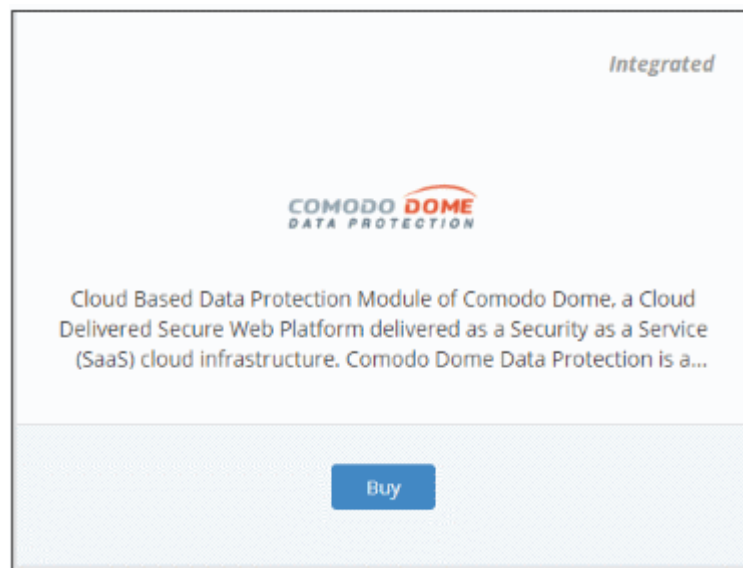 Integrated
COMODO DOME
DATA PROTECTION
Cloud Based Data Protection Module of Comodo Dome, a Cloud
Delivered Secure Web Platform delivered as a Security as a Service
(SaaS) cloud infrastructure. Comodo Dome Data Protection is a...
Buy